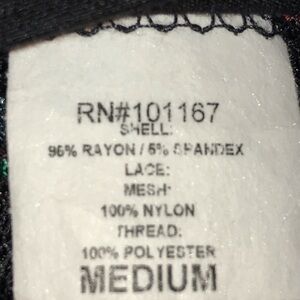 RN#101167
SHELL:
95% RAYON / 5% SPANDEX
LACE:
MESH:
100% NYLON
THREAD:
100% POLYESTER
MEDIUM